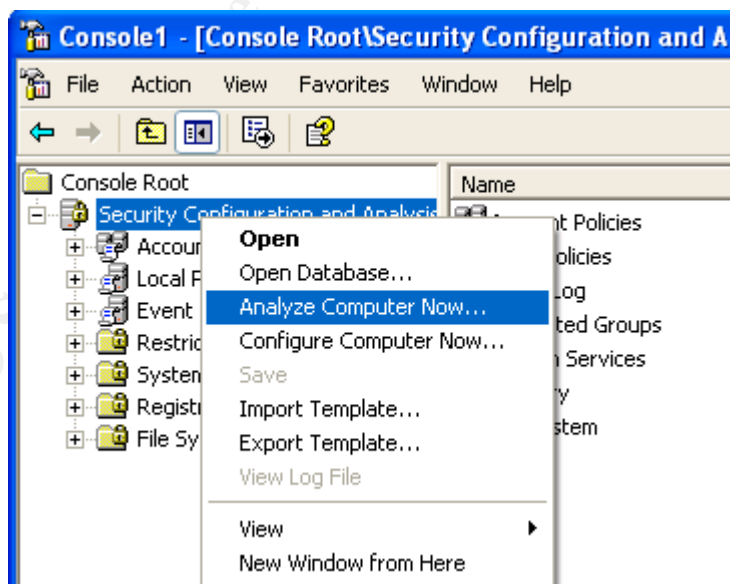 Console1 - [Console Root\Security Configuration and A
File Action View Favorites Window Help
Console Root
Name
Security Configuration and Analysis
Accour
Local P
Event
Restric
System
Registr
File Sy
Open
Open Database...
Analyze Computer Now...
Configure Computer Now...
Save
Import Template...
Export Template...
View Log File
View
New Window from Here
t Policies
olicies
Log
ted Groups
Services
y
stem